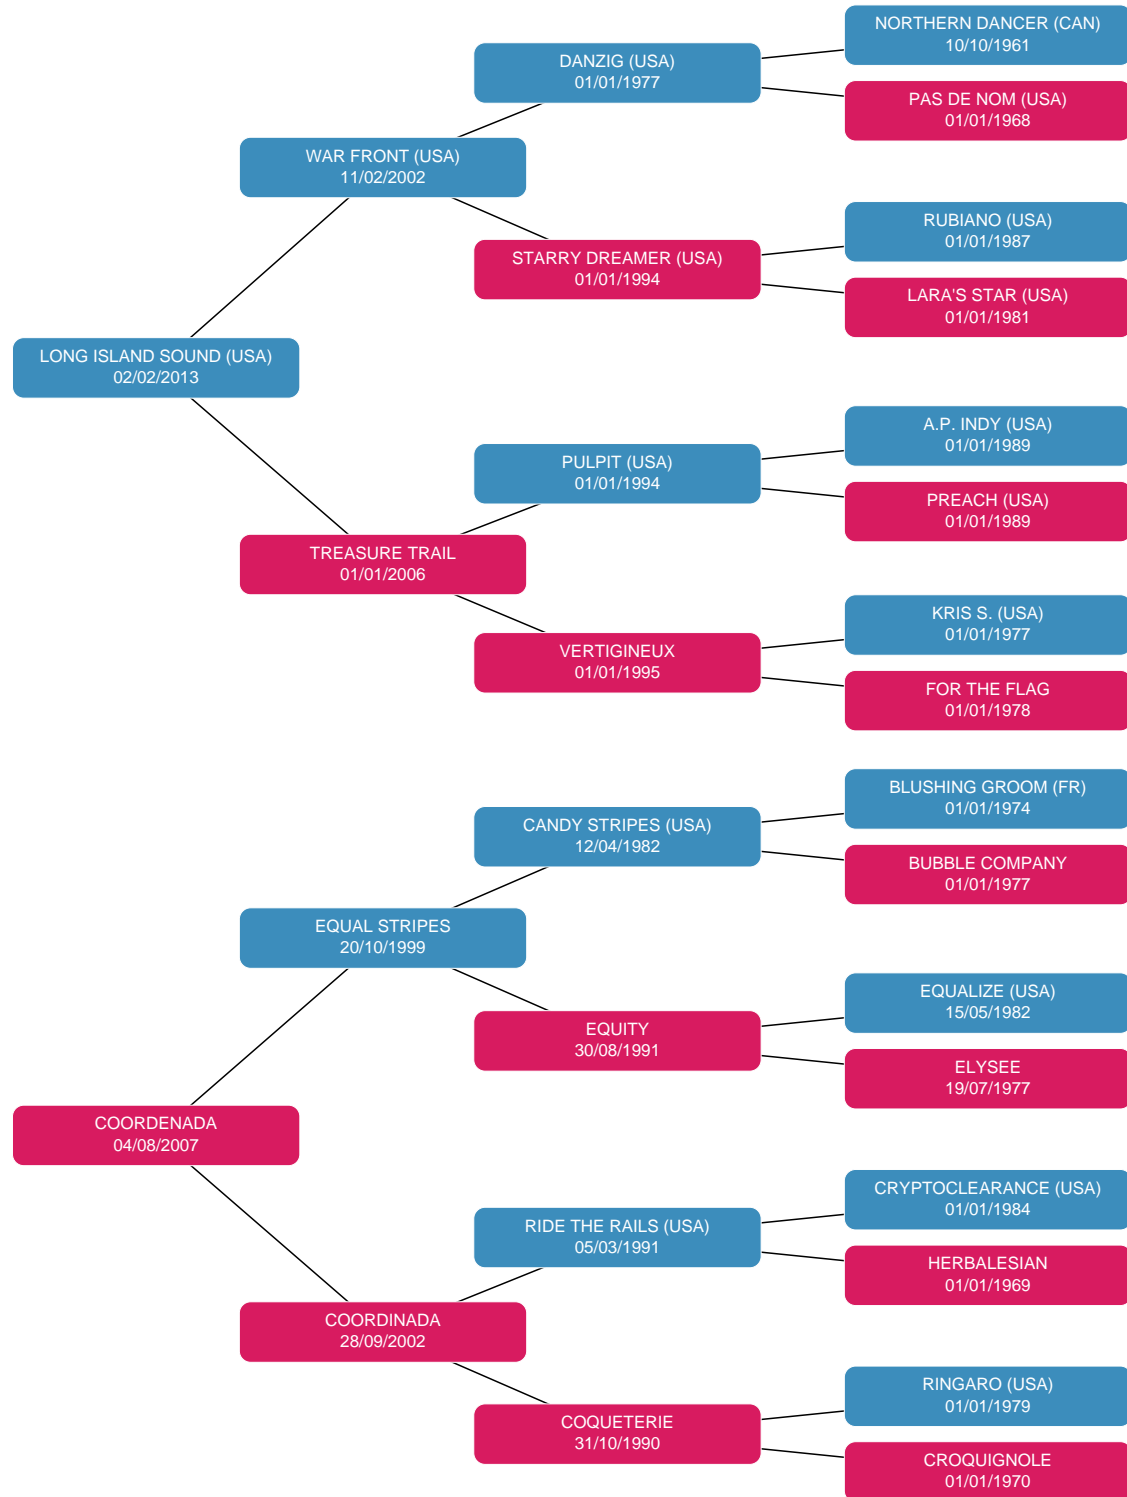 NORTHERN DANCER (CAN)
10/10/1961
DANZIG (USA)
01/01/1977
PAS DE NOM (USA)
01/01/1968
WAR FRONT (USA)
11/02/2002
RUBIANO (USA)
01/01/1987
STARRY DREAMER (USA)
01/01/1994
LARA'S STAR (USA)
01/01/1981
LONG ISLAND SOUND (USA)
02/02/2013
A.P. INDY (USA)
01/01/1989
PULPIT (USA)
01/01/1994
PREACH (USA)
01/01/1989
TREASURE TRAIL
01/01/2006
KRIS S. (USA)
01/01/1977
VERTIGINEUX
01/01/1995
FOR THE FLAG
01/01/1978
BLUSHING GROOM (FR)
01/01/1974
CANDY STRIPES (USA)
12/04/1982
BUBBLE COMPANY
01/01/1977
EQUAL STRIPES
20/10/1999
EQUALIZE (USA)
15/05/1982
EQUITY
30/08/1991
ELYSEE
19/07/1977
COORDENADA
04/08/2007
CRYPTOCLEARANCE (USA)
01/01/1984
RIDE THE RAILS (USA)
05/03/1991
HERBALESIAN
01/01/1969
COORDINADA
28/09/2002
RINGARO (USA)
01/01/1979
COQUETERIE
31/10/1990
CROQUIGNOLE
01/01/1970